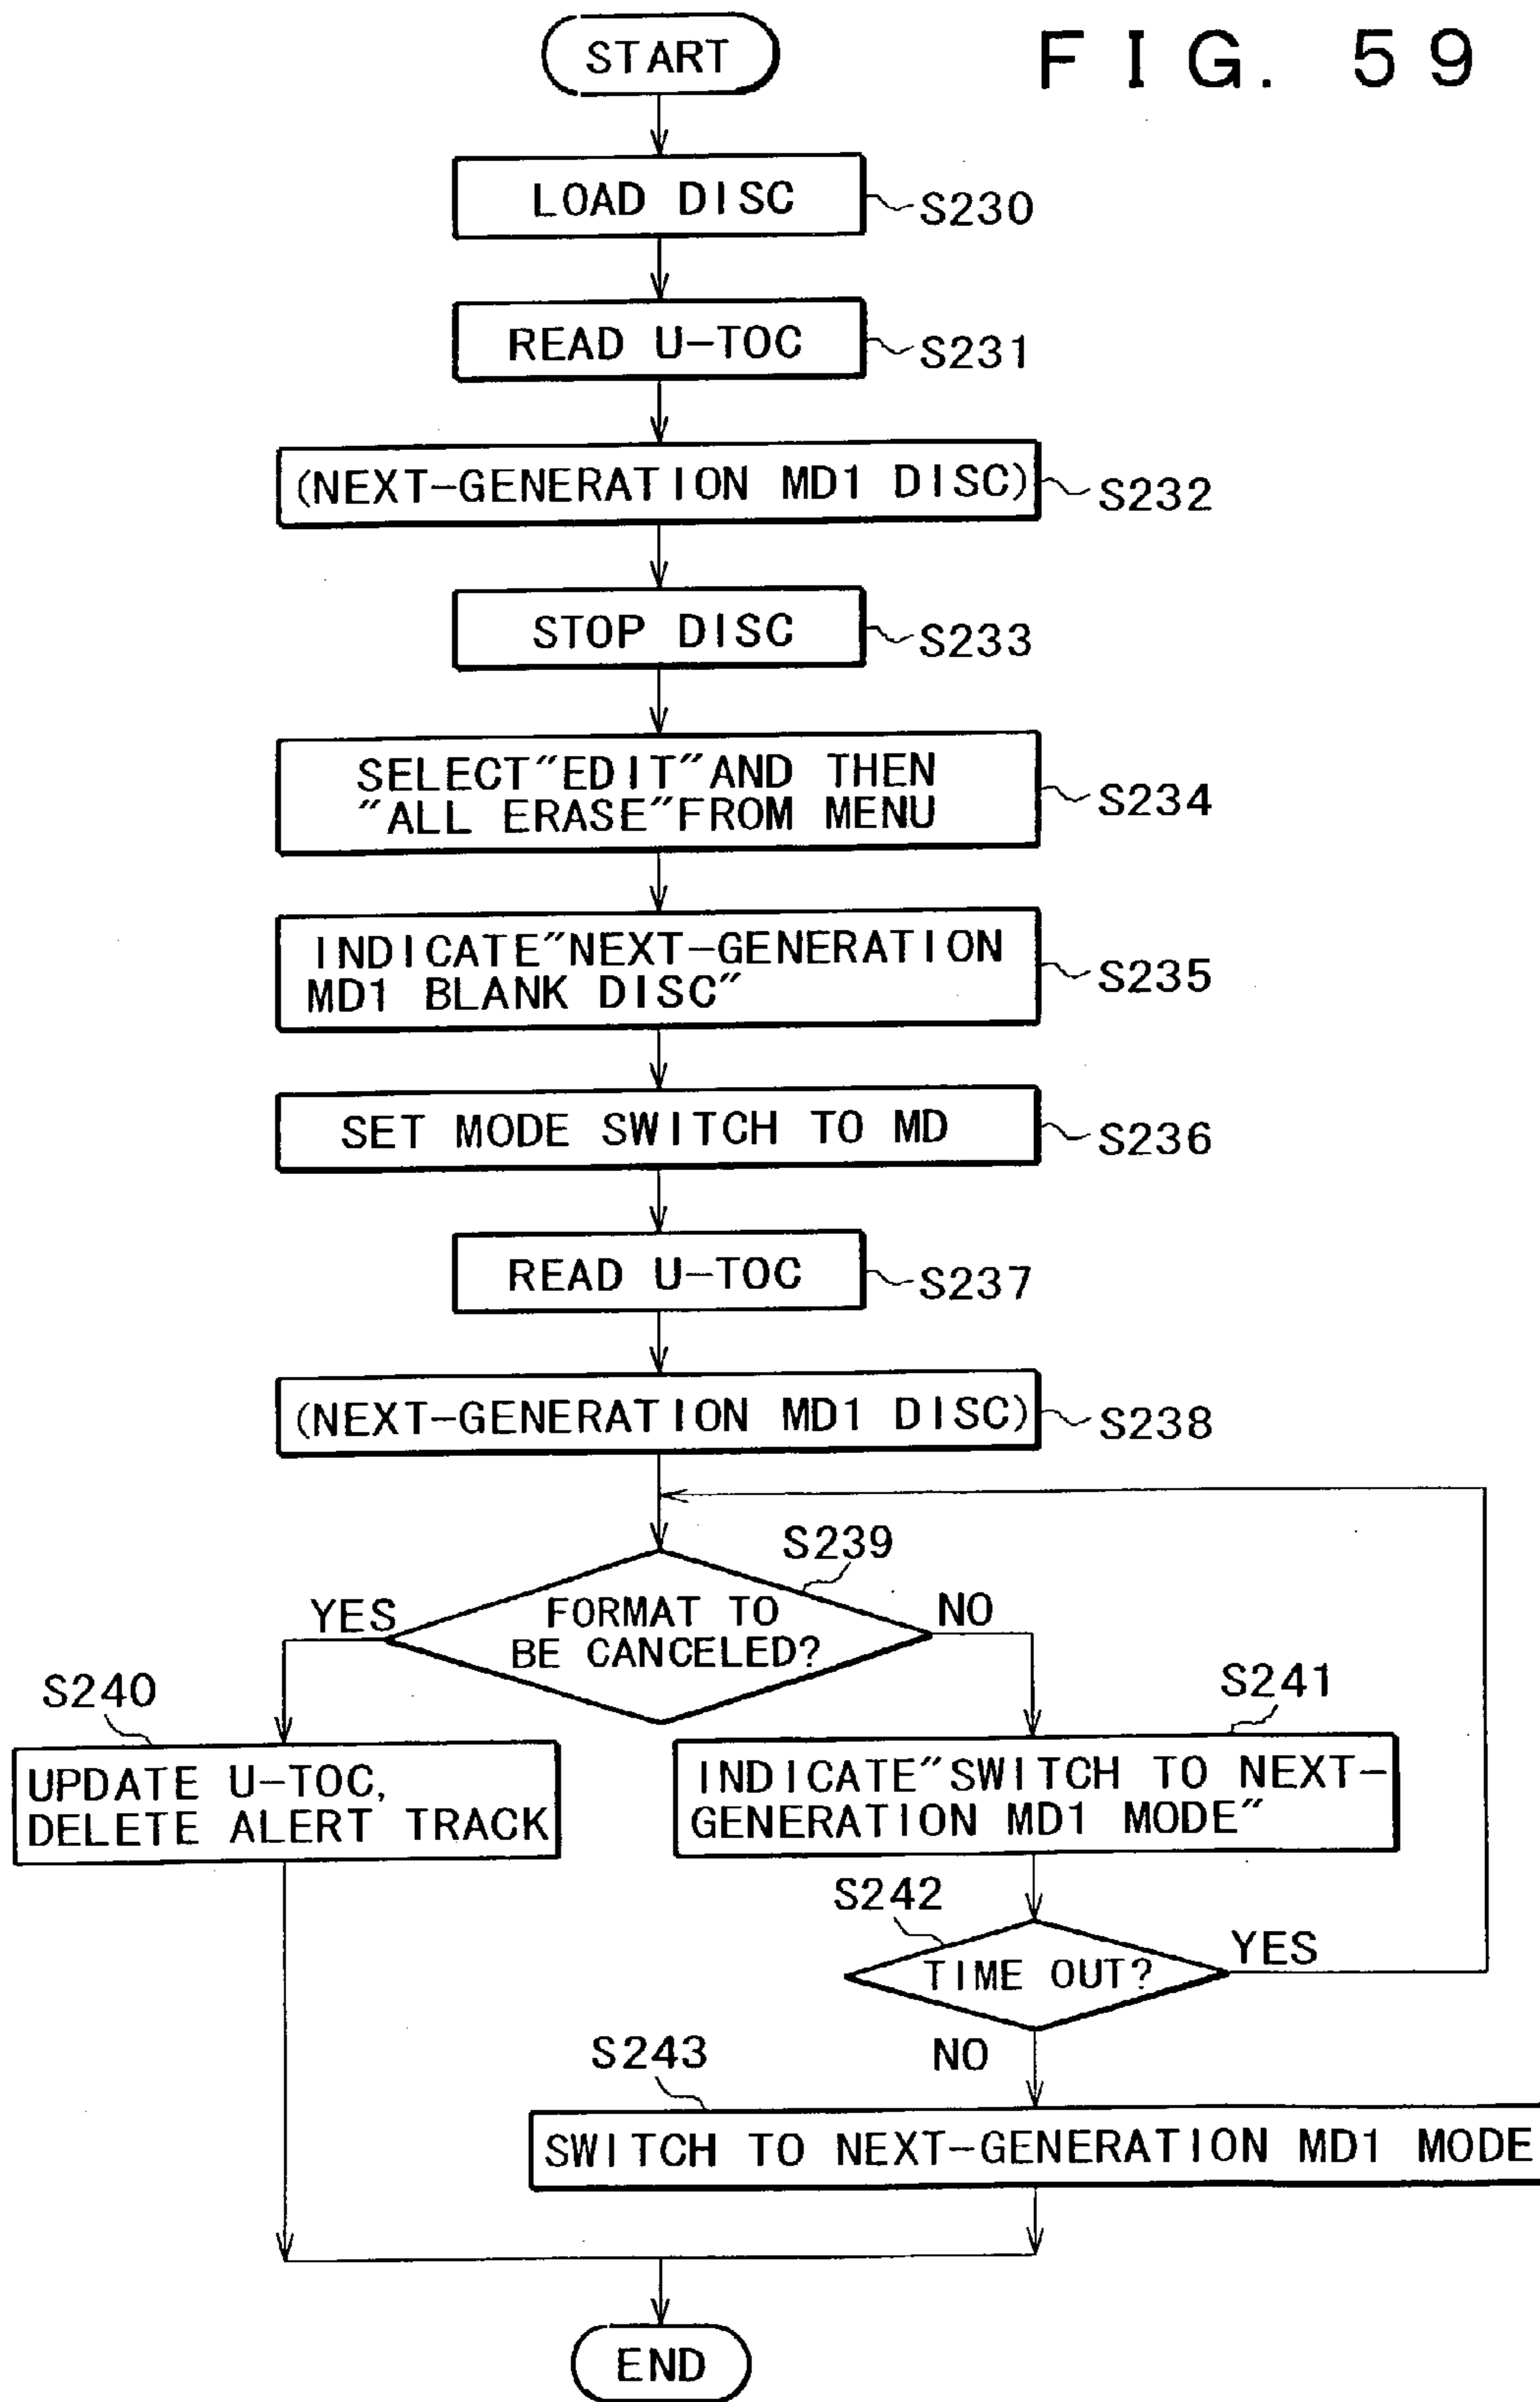 FIG. 59
START
LOAD DISC
S230
READ U-TOC
S231
(NEXT-GENERATION MD1 DISC)
S232
STOP DISC
S233
SELECT"EDIT"AND THEN
"ALL ERASE"FROM MENU
S234
INDICATE"NEXT-GENERATION
MD1 BLANK DISC"
S235
SET MODE SWITCH TO MD
S236
READ U-TOC
S237
(NEXT-GENERATION MD1 DISC)
S238
S239
YES
FORMAT TO
BE CANCELED?
NO
S240
UPDATE U-TOC,
DELETE ALERT TRACK
S241
INDICATE"SWITCH TO NEXT-
GENERATION MD1 MODE"
S242
TIME OUT?
YES
NO
S243
SWITCH TO NEXT-GENERATION MD1 MODE
END